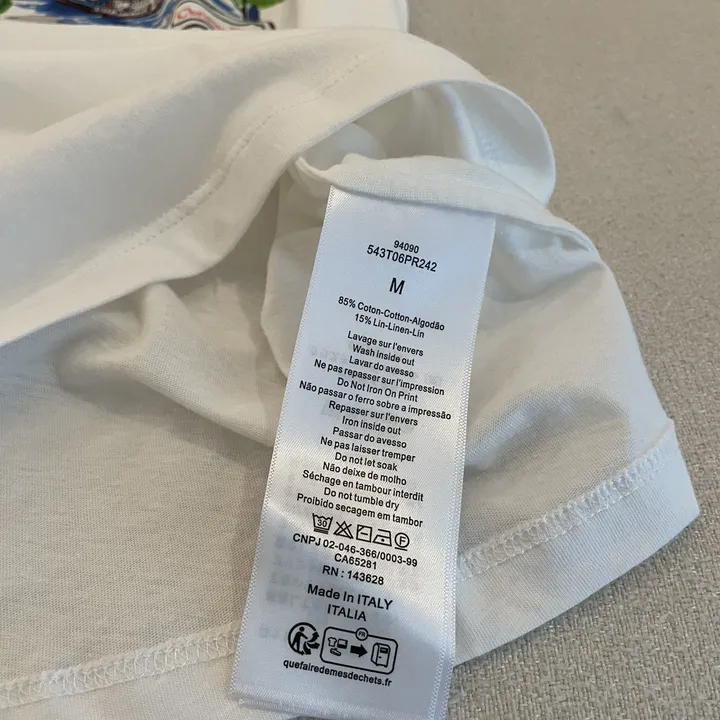 94090
543T06PR242
M
85% Coton-Cotton-Algodão
15% Lin-Linen-Lin
Lavage sur l'envers
Wash inside out
Lavar do avesso
Ne pas repasser sur l'impression
Do Not Iron On Print
Não passar o ferro sobre a impressão
Repasser sur l'envers
Iron inside out
Passar do avesso
Ne pas laisser tremper
Do not let soak
Não deixe de molho
Séchage en tambour interdit
Do not tumble dry
Proibido secagem em tambor
30
CNPJ 02-046-366/0003-99
CA65281
RN : 143628
Made In ITALY
ITALIA
FR
quefairedemesdechets.fr